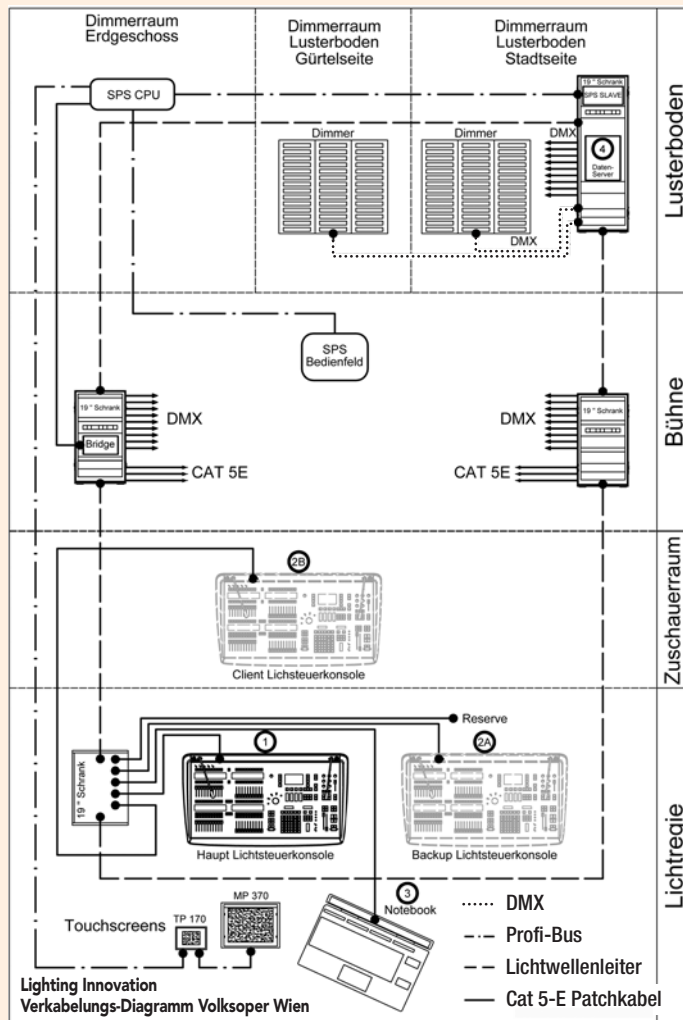 Dimmerraum
Erdgeschoss
Dimmerraum
Lusterboden
Gürtelseite
Dimmerraum
Lusterboden
Stadtseite
SPS CPU
19 " Schrank
SPS SLAVE
Dimmer
Dimmer
DMX
4
Daten-
Server
DMX
Lusterboden
SPS
Bedienfeld
19 " Schrank
DMX
Bridge
CAT 5E
DMX
19 " Schrank
CAT 5E
Bühne
2B
Client Lichsteuerkonsole
Zuschauerraum
Reserve
1
2A
19 " Schrank
Haupt Lichtsteuerkonsole
Backup Lichtsteuerkonsole
Lichtregie
MP 370
3
Notebook
Touchscreens
TP 170
DMX
Profi-Bus
Lichtwellenleiter
Cat 5-E Patchkabel
Lighting Innovation
Verkabelungs-Diagramm Volksoper Wien